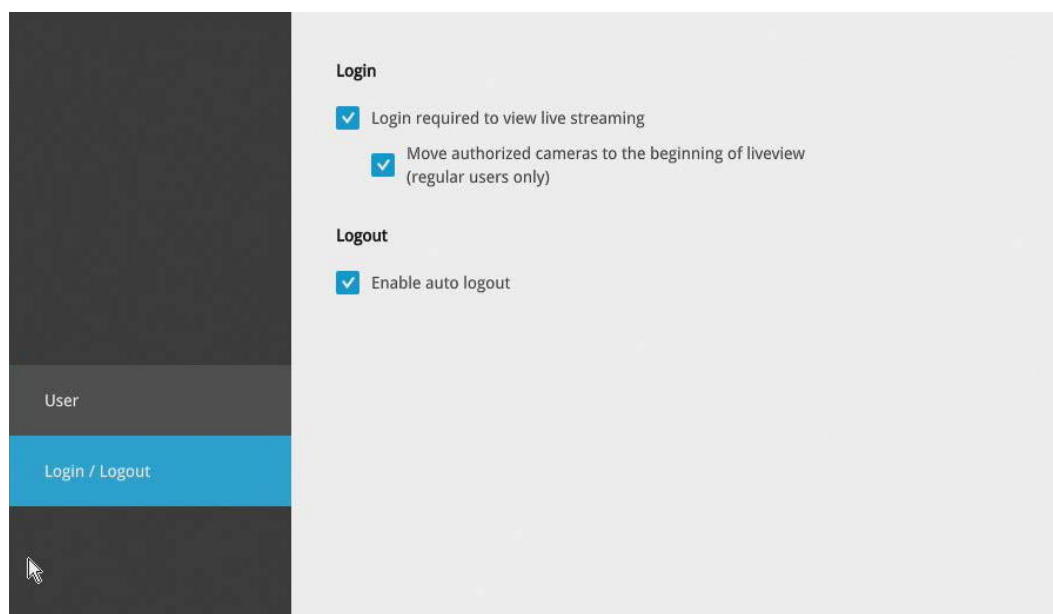 Login
Login required to view live streaming
Move authorized cameras to the beginning of liveview
(regular users only)
Logout
Enable auto logout
User
Login / Logout